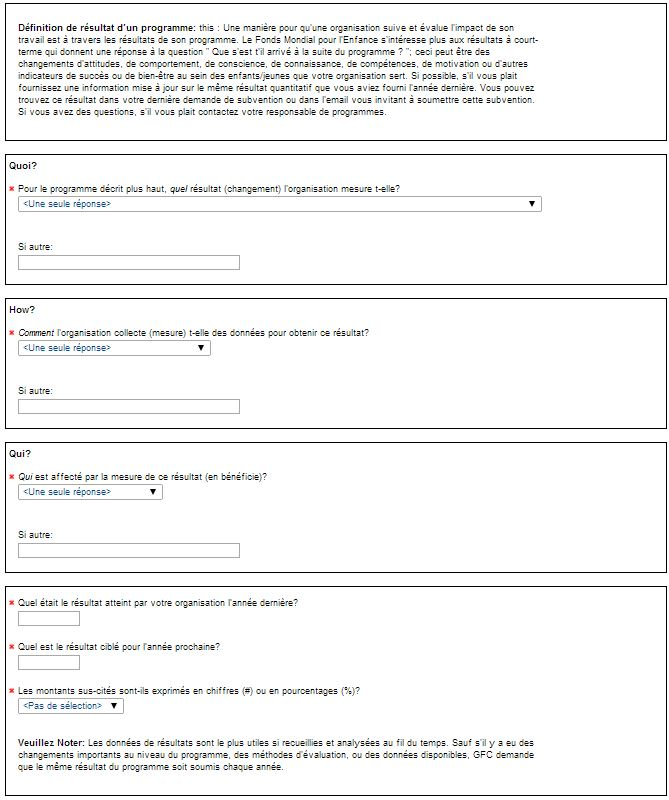 Définition de résultat d'un programme: this : Une manière pour qu'une organisation suive et évalue l'impact de son
travail est à travers les résultats de son programme. Le Fonds Mondial pour l'Enfance s'intéresse plus aux résultats à court-
terme qui donnent une réponse à la question " Que s'est t'il arrivé à la suite du programme ? "; ceci peut être des
changements d'attitudes, de comportement, de conscience, de connaissance, de compétences, de motivation ou d'autres
indicateurs de succès ou de bien-être au sein des enfants/jeunes que votre organisation sert. Si possible, s'il vous plait
fournissez une information mise à jour sur le même résultat quantitatif que vous aviez fourni l'année dernière. Vous pouvez
trouvez ce résultat dans votre dernière demande de subvention ou dans l'email vous invitant à soumettre cette subvention.
Si vous avez des questions, s'il vous plait contactez votre responsable de programmes.
Quoi?
Pour le programme décrit plus haut, quel résultat (changement) l'organisation mesure t-elle?
<Une seule réponse>
Si autre:
How?
Comment l'organisation collecte (mesure) t-elle des données pour obtenir ce résultat?
<Une seule réponse>
Si autre:
Qui?
Qui est affecté par la mesure de ce résultat (en bénéficie)?
<Une seule réponse>
Si autre:
Quel était le résultat atteint par votre organisation l'année dernière?
Quel est le résultat ciblé pour l'année prochaine?
Les montants sus-cités sont-ils exprimés en chiffres (#) ou en pourcentages (%)?
<Pas de sélection>
Veuillez Noter: Les données de résultats sont le plus utiles si recueillies et analysées au fil du temps. Sauf s'il y a eu des
changements importants au niveau du programme, des méthodes d'évaluation, ou des données disponibles, GFC demande
que le même résultat du programme soit soumis chaque année.